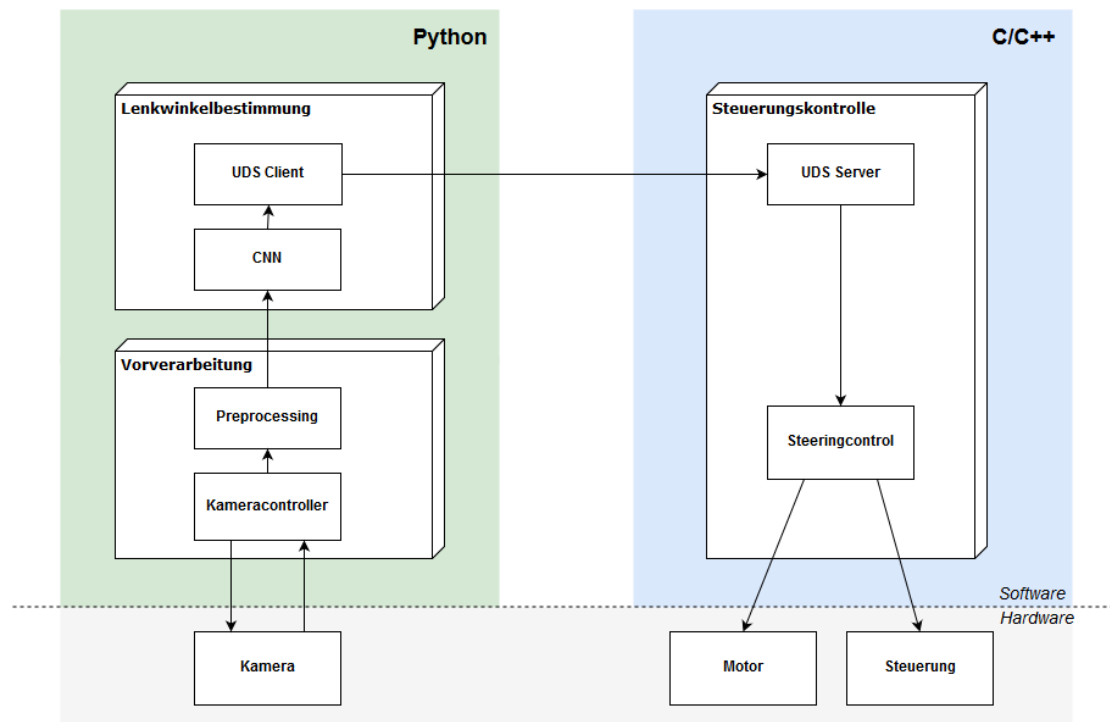 Python
C/C++
Lenkwinkelbestimmung
UDS Client
CNN
Vorverarbeitung
Preprocessing
Kameracontroller
Steuerungskontrolle
UDS Server
Steeringcontrol
Software
Hardware
Kamera
Motor
Steuerung